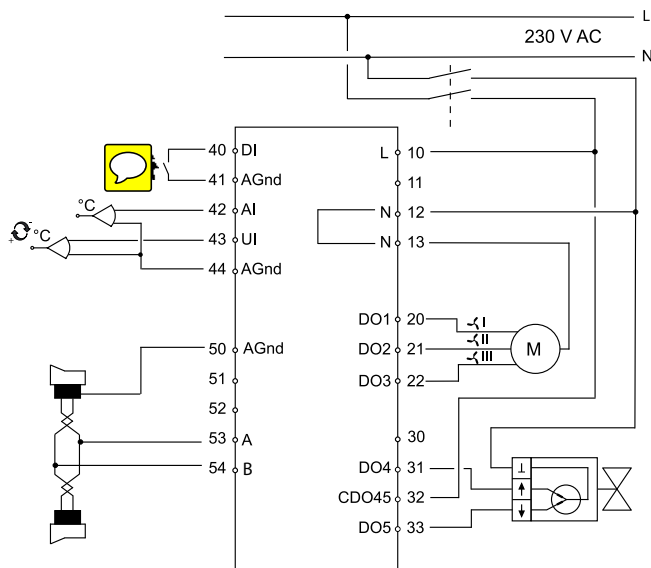 L
230 V AC
N
40 DI
L 10
41 AGnd
11
°C
42 AI
N 12
- °C
+
43 UI
N 13
44 AGnd
DO1 20
I
50 AGnd
DO2 21
II
M
51
DO3 22
III
52
53 A
30
54 B
DO4 31
⊥
CDO45 32
↑
DO5 33
↓